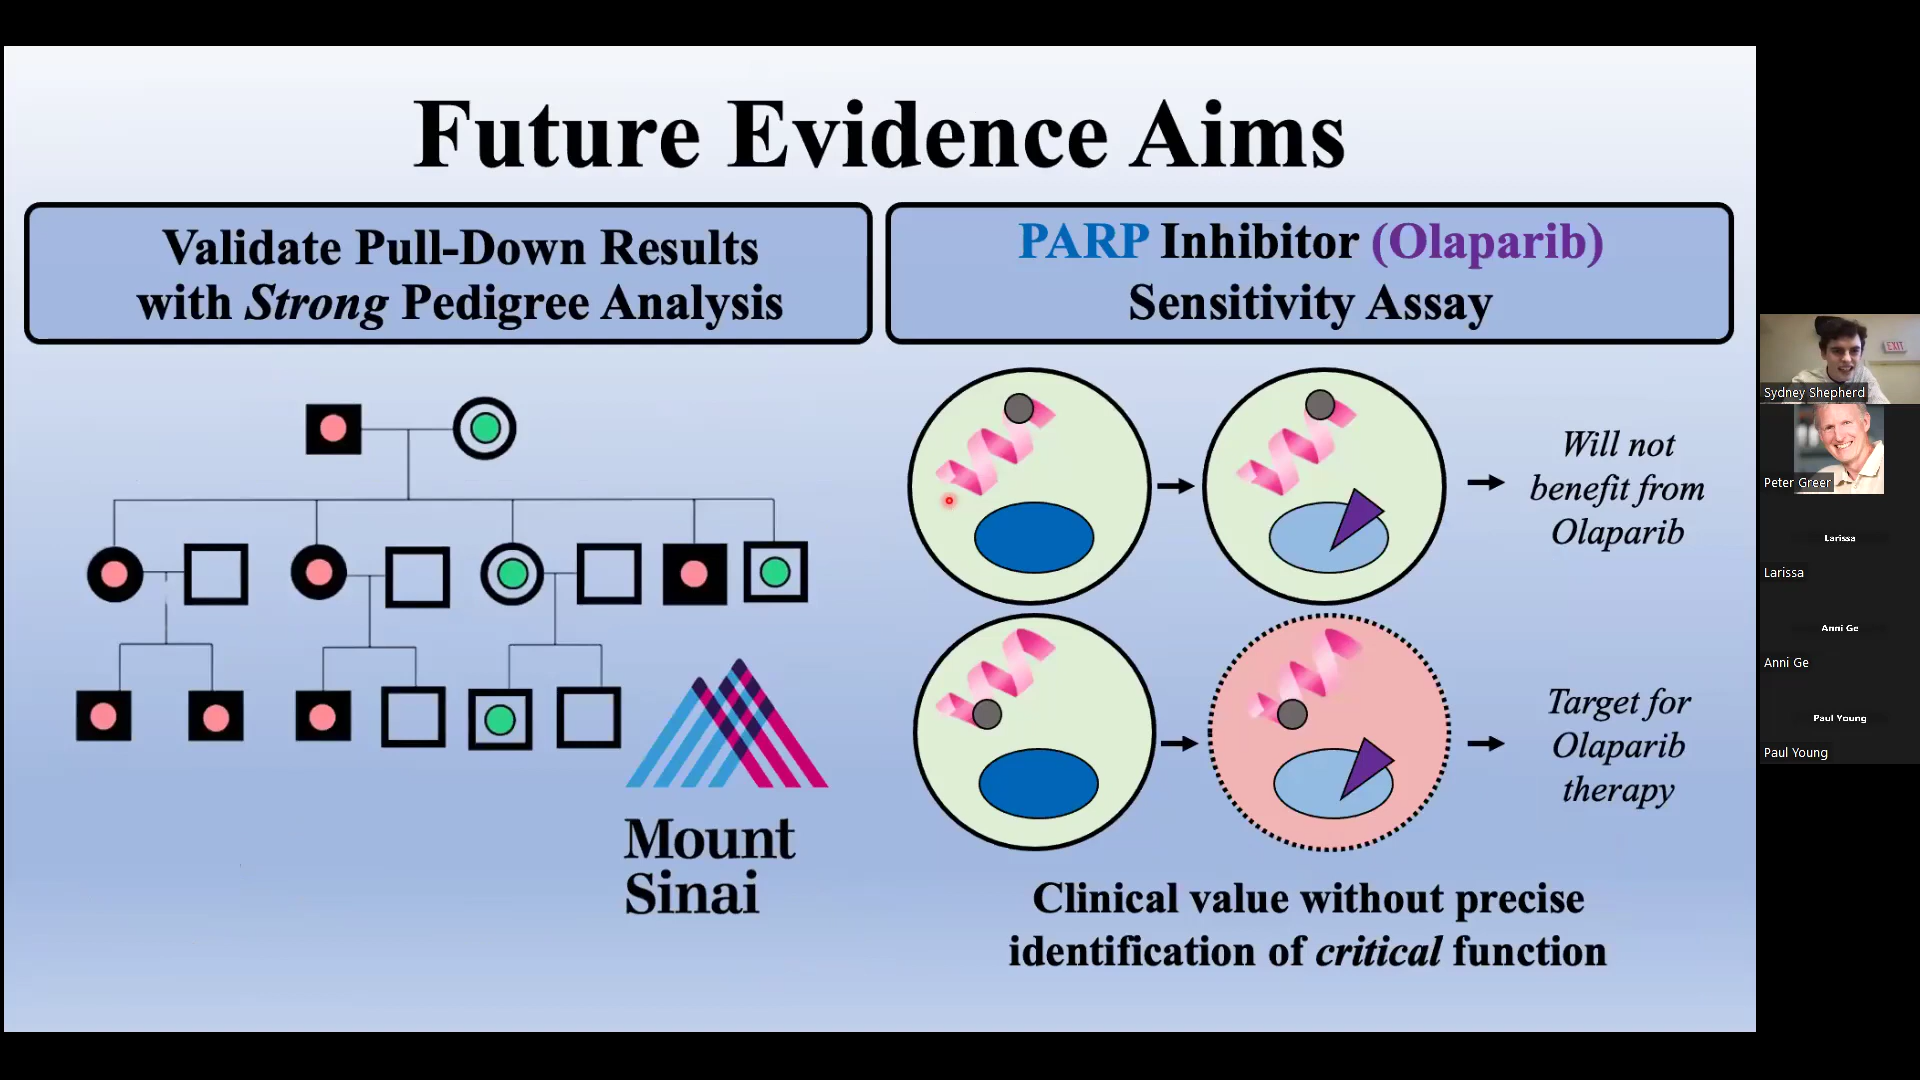 Future Evidence Aims
Validate Pull-Down Results
with Strong Pedigree Analysis
PARP Inhibitor (Olaparib)
Sensitivity Assay
Will not
benefit from
Olaparib
Target for
Olaparib
therapy
Mount
Sinai
Clinical value without precise
identification of critical function
EXIT
Sydney Shepherd
Peter Greer
Larissa
Larissa
Anni Ge
Anni Ge
Paul Young
Paul Young